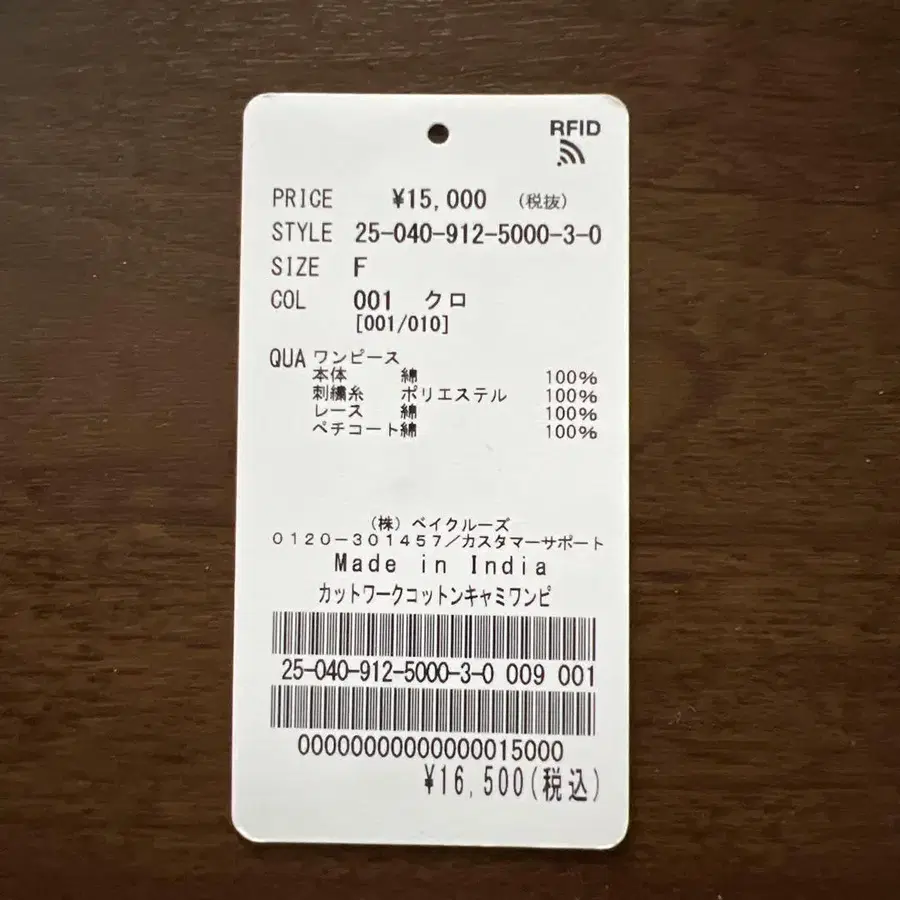 RFID
PRICE ¥15,000 (税抜)
STYLE 25-040-912-5000-3-0
SIZE F
COL 001 クロ
[001/010]
QUA ワンピース
本体 綿 100%
刺繍糸 ポリエステル 100%
レース 綿 100%
ペチコート綿 100%
(株) ベイクルーズ
0120-301457/カスタマーサポート
Made in India
カットワークコットンキャミワンピ
25-040-912-5000-3-0 009 001
00000000000000015000
¥16,500(税込)